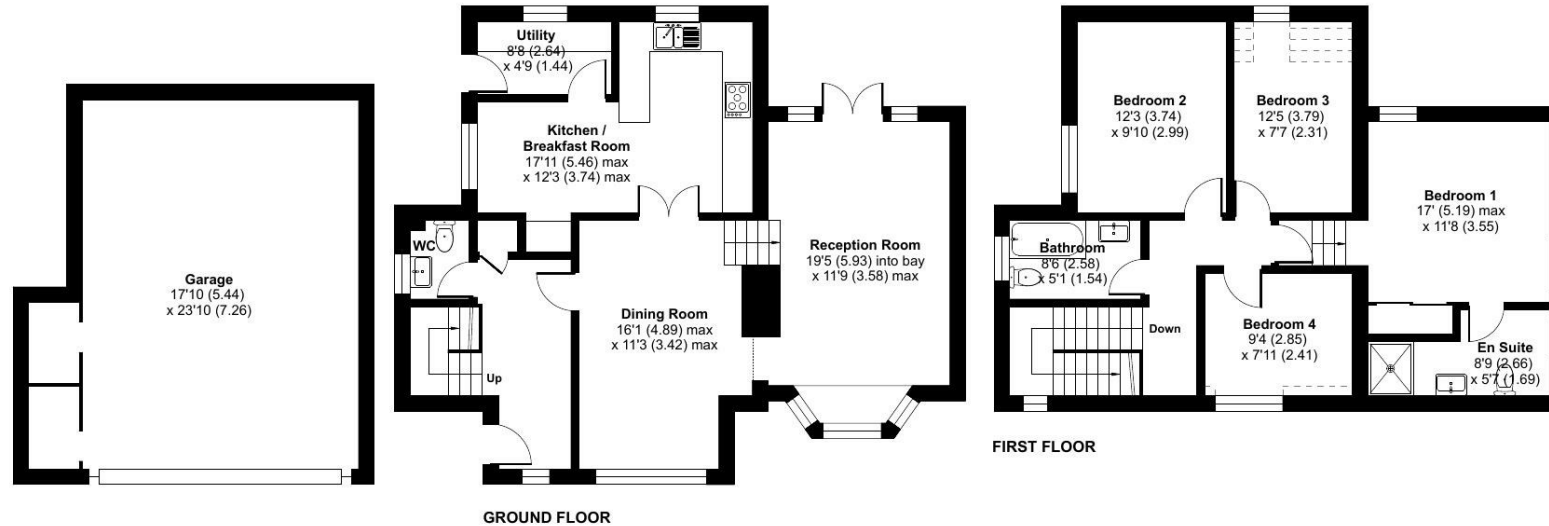 Utility
8'8 (2.64)
x 4'9 (1.44)
Kitchen /
Breakfast Room
17'11 (5.46) max
x 12'3 (3.74) max
WC
Garage
17'10 (5.44)
x 23'10 (7.26)
Reception Room
19'5 (5.93) into bay
x 11'9 (3.58) max
Dining Room
16'1 (4.89) max
x 11'3 (3.42) max
Up
GROUND FLOOR
Bedroom 2
12'3 (3.74)
x 9'10 (2.99)
Bedroom 3
12'5 (3.79)
x 7'7 (2.31)
Bedroom 1
17' (5.19) max
x 11'8 (3.55)
Bathroom
8'6 (2.58)
x 5'1 (1.54)
Down
Bedroom 4
9'4 (2.85)
x 7'11 (2.41)
En Suite
8'9 (2.66)
x 5'7 (1.69)
FIRST FLOOR